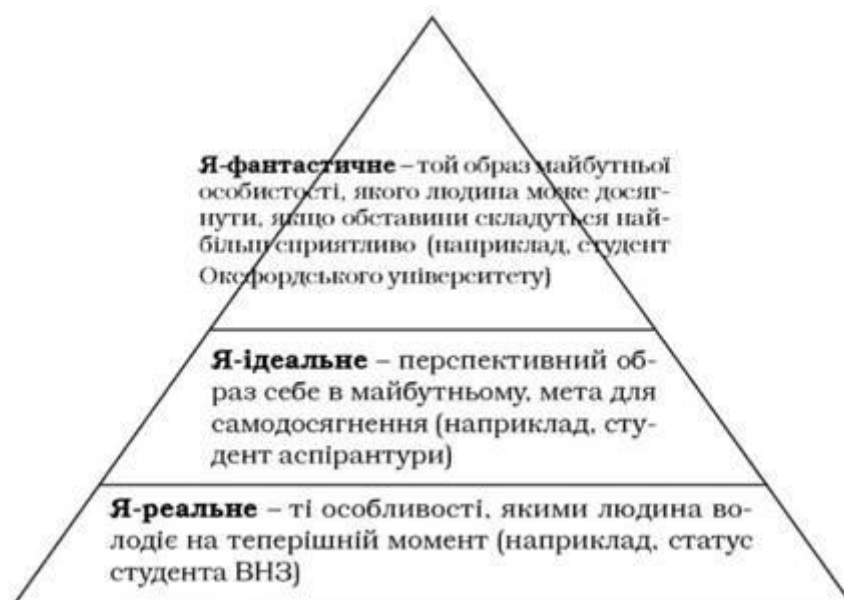 Я-фантастичне – той образ майбутньої
особистості, якого людина може досяг-
нути, якщо обставини складуться най-
більш сприятливо (наприклад, студент
Оксфордського університету)
Я-ідеальне – перспективний об-
раз себе в майбутньому, мета для
самодосягнення (наприклад, сту-
дент аспірантури)
Я-реальне – ті особливості, якими людина во-
лодіє на теперішній момент (наприклад, статус
студента ВНЗ)